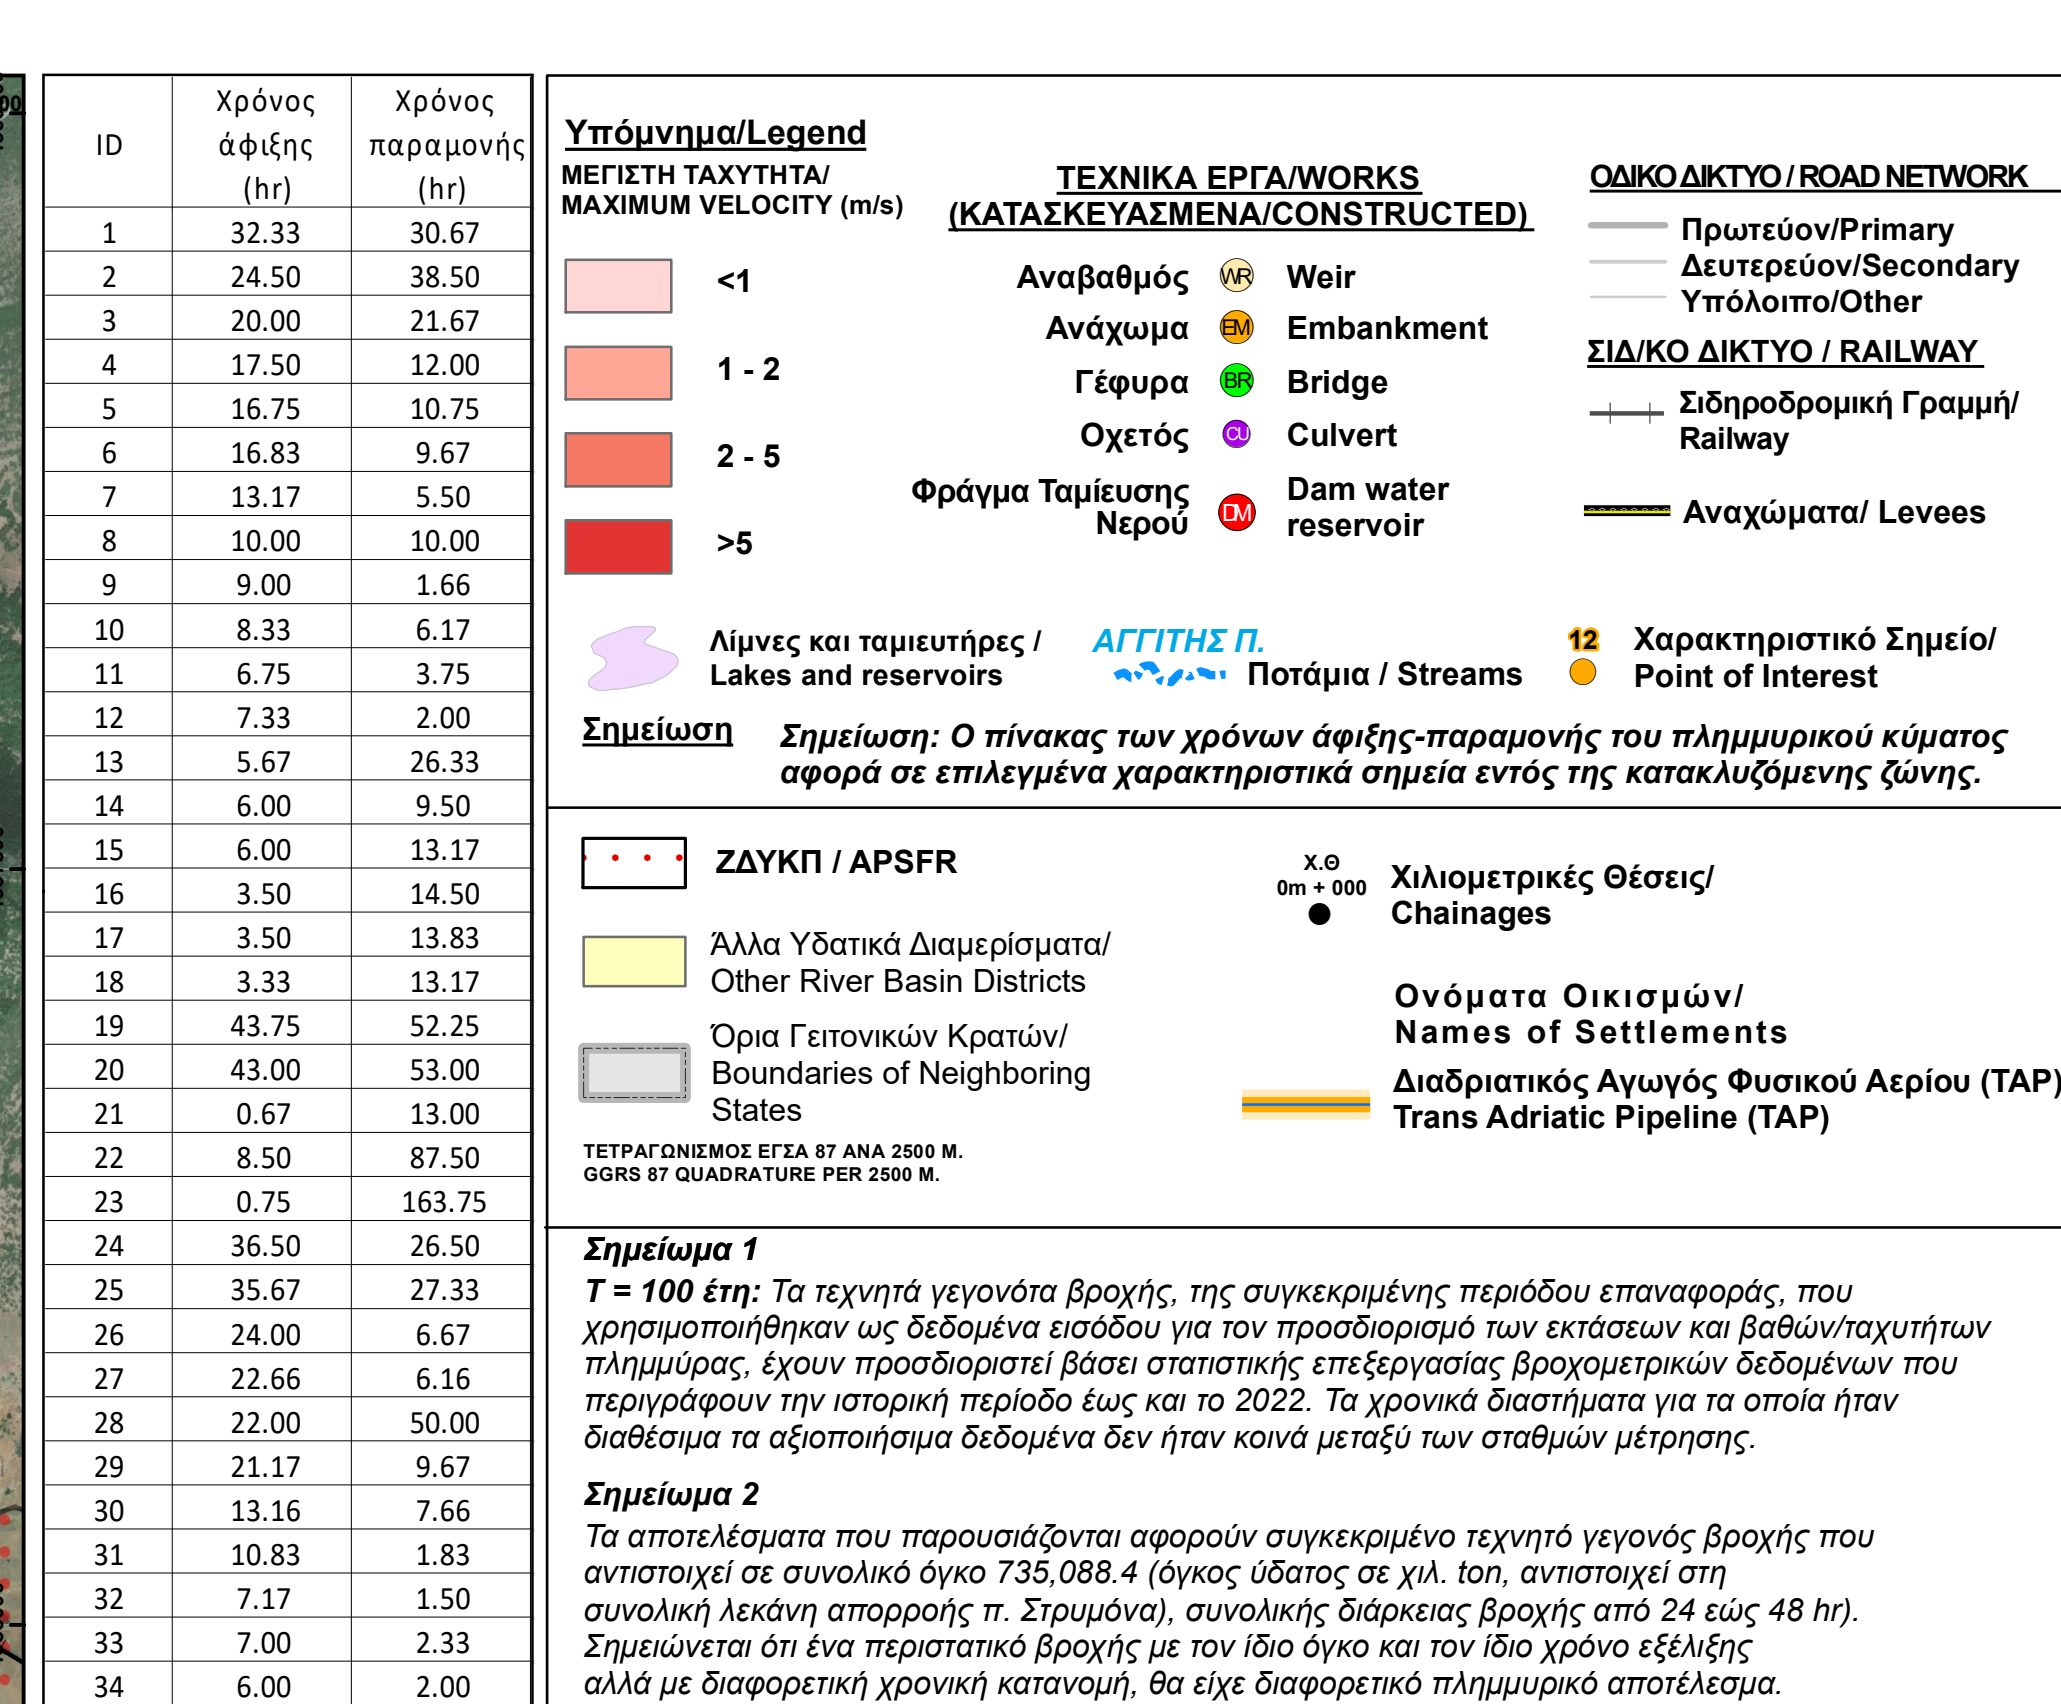 ID
Χρόνος άφιξης (hr)
Χρόνος παραμονής (hr)
1 32.33 30.67
2 24.50 38.50
3 20.00 21.67
4 17.50 12.00
5 16.75 10.75
6 16.83 9.67
7 13.17 5.50
8 10.00 10.00
9 9.00 1.66
10 8.33 6.17
11 6.75 3.75
12 7.33 2.00
13 5.67 26.33
14 6.00 9.50
15 6.00 13.17
16 3.50 14.50
17 3.50 13.83
18 3.33 13.17
19 43.75 52.25
20 43.00 53.00
21 0.67 13.00
22 8.50 87.50
23 0.75 163.75
24 36.50 26.50
25 35.67 27.33
26 24.00 6.67
27 22.66 6.16
28 22.00 50.00
29 21.17 9.67
30 13.16 7.66
31 10.83 1.83
32 7.17 1.50
33 7.00 2.33
34 6.00 2.00
Υπόμνημα/Legend
ΜΕΓΙΣΤΗ ΤΑΧΥΤΗΤΑ/
MAXIMUM VELOCITY (m/s)
<1
1 - 2
2 - 5
>5
ΤΕΧΝΙΚΑ ΕΡΓΑ/WORKS
(ΚΑΤΑΣΚΕΥΑΣΜΕΝΑ/CONSTRUCTED)
Αναβαθμός WR Weir
Ανάχωμα EM Embankment
Γέφυρα BR Bridge
Οχετός CU Culvert
Φράγμα Ταμίευσης
Νερού
DM
Dam water
reservoir
ΟΔΙΚΟ ΔΙΚΤΥΟ / ROAD NETWORK
Πρωτεύον/Primary
Δευτερεύον/Secondary
Υπόλοιπο/Other
ΣΙΔ/ΚΟ ΔΙΚΤΥΟ / RAILWAY
Σιδηροδρομική Γραμμή/
Railway
Αναχώματα/ Levees
Λίμνες και ταμιευτήρες /
Lakes and reservoirs
ΑΓΓΙΤΗΣ Π.
Ποτάμια / Streams
12
Χαρακτηριστικό Σημείο/
Point of Interest
Σημείωση
Σημείωση: Ο πίνακας των χρόνων άφιξης-παραμονής του πλημμυρικού κύματος
αφορά σε επιλεγμένα χαρακτηριστικά σημεία εντός της κατακλυζόμενης ζώνης.
ΖΔΥΚΠ / APSFR
Άλλα Υδατικά Διαμερίσματα/
Other River Basin Districts
Όρια Γειτονικών Κρατών/
Boundaries of Neighboring
States
ΤΕΤΡΑΓΩΝΙΣΜΟΣ ΕΓΣΑ 87 ΑΝΑ 2500 Μ.
GGRS 87 QUADRATURE PER 2500 M.
Χ.Θ
0m + 000
Χιλιομετρικές Θέσεις/
Chainages
Ονόματα Οικισμών/
Names of Settlements
Διαδριατικός Αγωγός Φυσικού Αερίου (TAP)
Trans Adriatic Pipeline (TAP)
Σημείωμα 1
T = 100 έτη: Τα τεχνητά γεγονότα βροχής, της συγκεκριμένης περιόδου επαναφοράς, που
χρησιμοποιήθηκαν ως δεδομένα εισόδου για τον προσδιορισμό των εκτάσεων και βαθών/ταχυτήτων
πλημμύρας, έχουν προσδιοριστεί βάσει στατιστικής επεξεργασίας βροχομετρικών δεδομένων που
περιγράφουν την ιστορική περίοδο έως και το 2022. Τα χρονικά διαστήματα για τα οποία ήταν
διαθέσιμα τα αξιοποιήσιμα δεδομένα δεν ήταν κοινά μεταξύ των σταθμών μέτρησης.
Σημείωμα 2
Τα αποτελέσματα που παρουσιάζονται αφορούν συγκεκριμένο τεχνητό γεγονός βροχής που
αντιστοιχεί σε συνολικό όγκο 735,088.4 (όγκος ύδατος σε χιλ. ton, αντιστοιχεί στη
συνολική λεκάνη απορροής π. Στρυμόνα), συνολικής διάρκειας βροχής από 24 εώς 48 hr).
Σημειώνεται ότι ένα περιστατικό βροχής με τον ίδιο όγκο και τον ίδιο χρόνο εξέλιξης
αλλά με διαφορετική χρονική κατανομή, θα είχε διαφορετικό πλημμυρικό αποτέλεσμα.